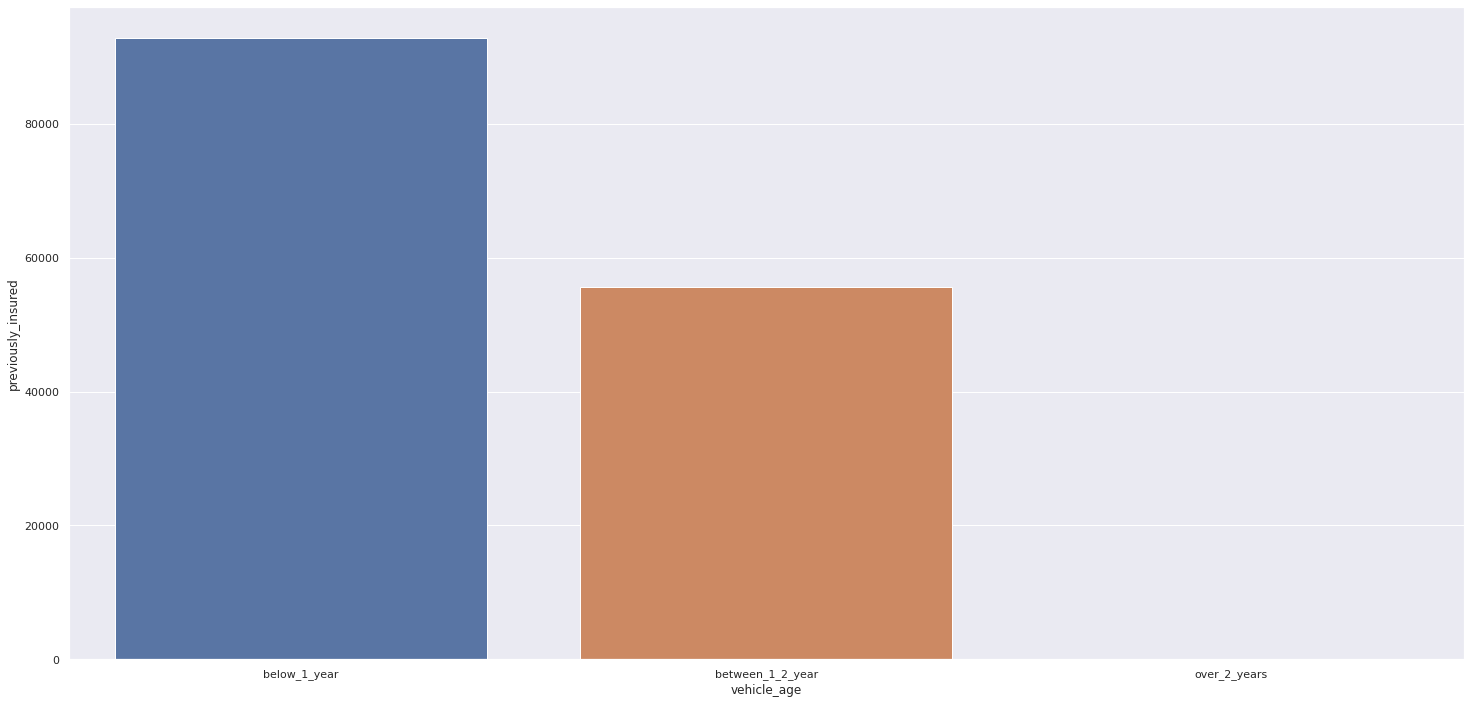 80000
60000
40000
20000
0
previously_insured
below_1_year
between_1_2_year
over_2_years
vehicle_age